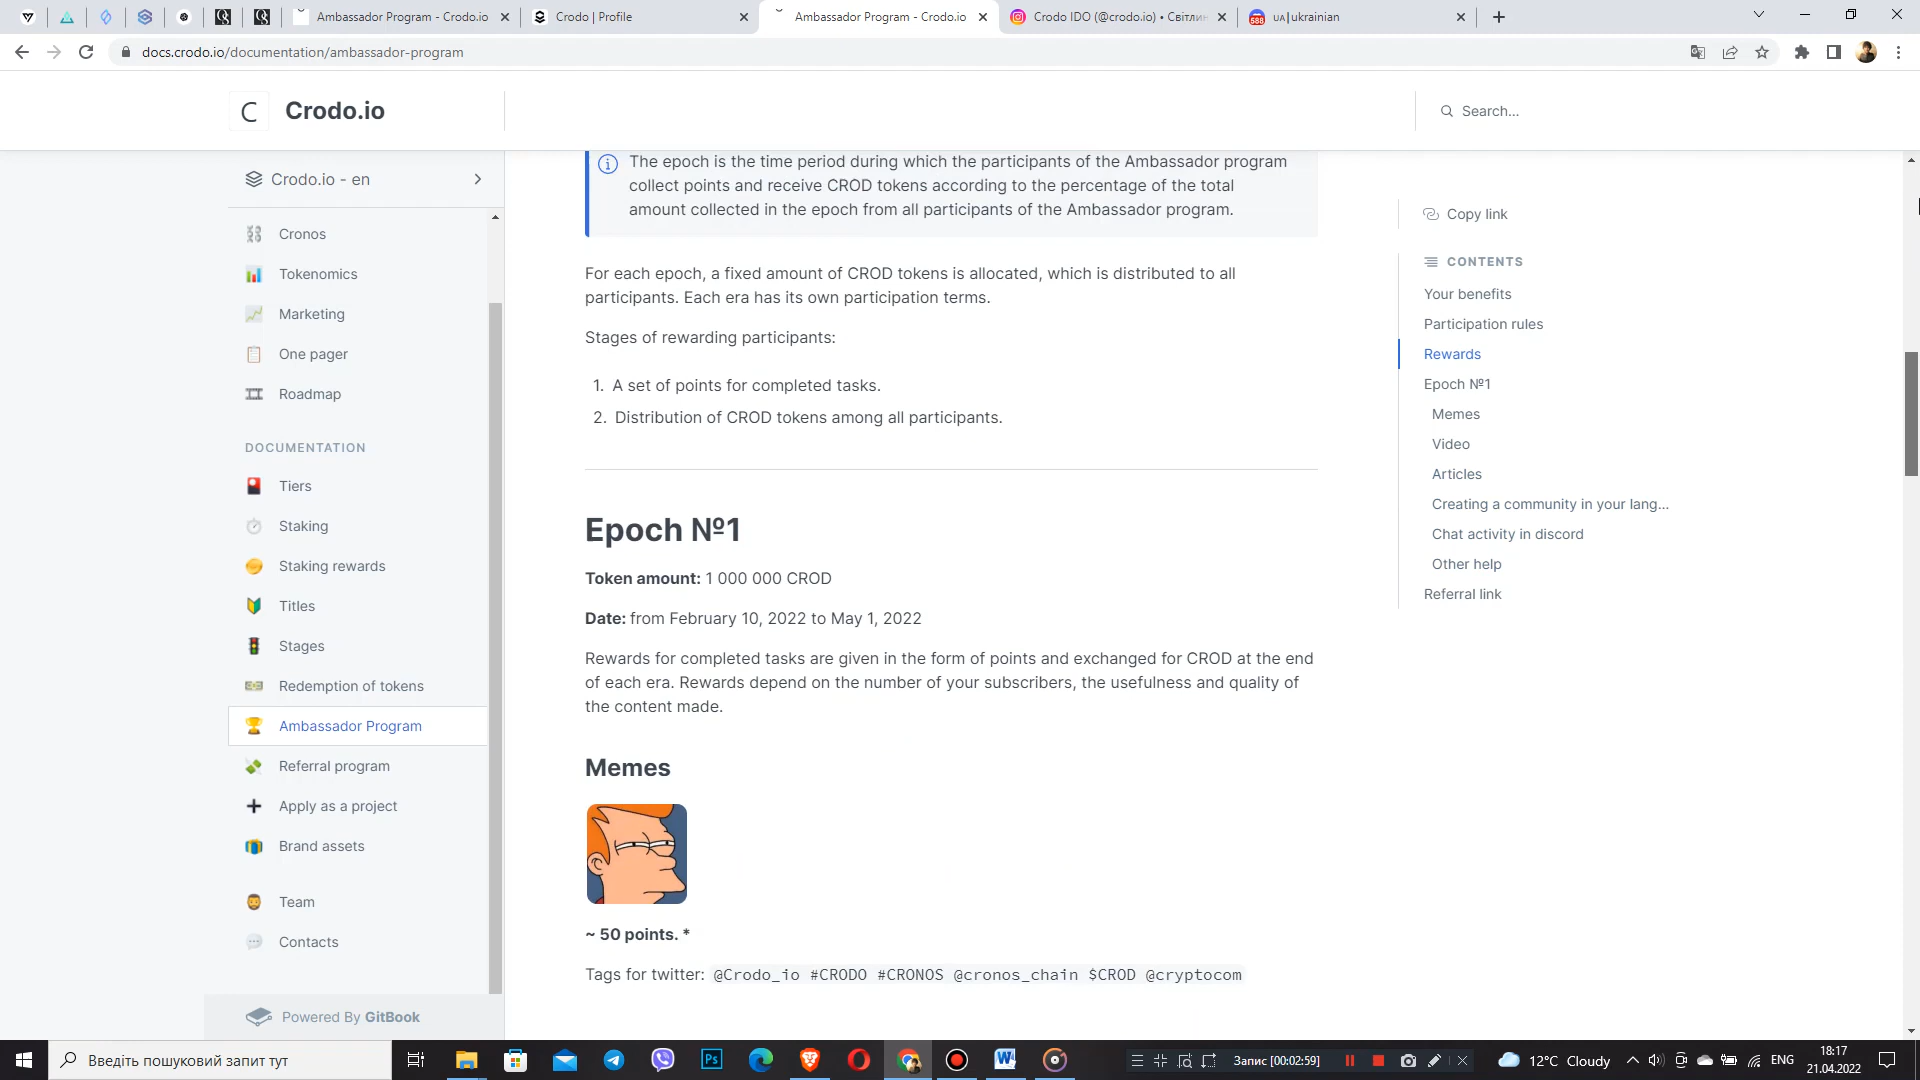 Ambassador Program - Crodo.io
Crodo | Profile
Ambassador Program - Crodo.io
Crodo IDO (@crodo.io) • Світлин
588
UA|ukrainian
docs.crodo.io/documentation/ambassador-program
C
Crodo.io
Search...
Crodo.io - en
Cronos
Tokenomics
Marketing
One pager
Roadmap
DOCUMENTATION
Tiers
Staking
Staking rewards
Titles
Stages
Redemption of tokens
Ambassador Program
Referral program
Apply as a project
Brand assets
Team
Contacts
Powered By GitBook
The epoch is the time period during which the participants of the Ambassador program
collect points and receive CROD tokens according to the percentage of the total
amount collected in the epoch from all participants of the Ambassador program.
For each epoch, a fixed amount of CROD tokens is allocated, which is distributed to all
participants. Each era has its own participation terms.
Stages of rewarding participants:
1. A set of points for completed tasks.
2. Distribution of CROD tokens among all participants.
Epoch №1
Token amount: 1 000 000 CROD
Date: from February 10, 2022 to May 1, 2022
Rewards for completed tasks are given in the form of points and exchanged for CROD at the end
of each era. Rewards depend on the number of your subscribers, the usefulness and quality of
the content made.
Memes
~ 50 points. *
Tags for twitter: @Crodo_io #CRODO #CRONOS @cronos_chain $CROD @cryptocom
Copy link
CONTENTS
Your benefits
Participation rules
Rewards
Epoch №1
Memes
Video
Articles
Creating a community in your lang...
Chat activity in discord
Other help
Referral link
Введіть пошуковий запит тут
Ps
W
Запис [00:02:59]
12°C Cloudy
ENG
18:17
21.04.2022